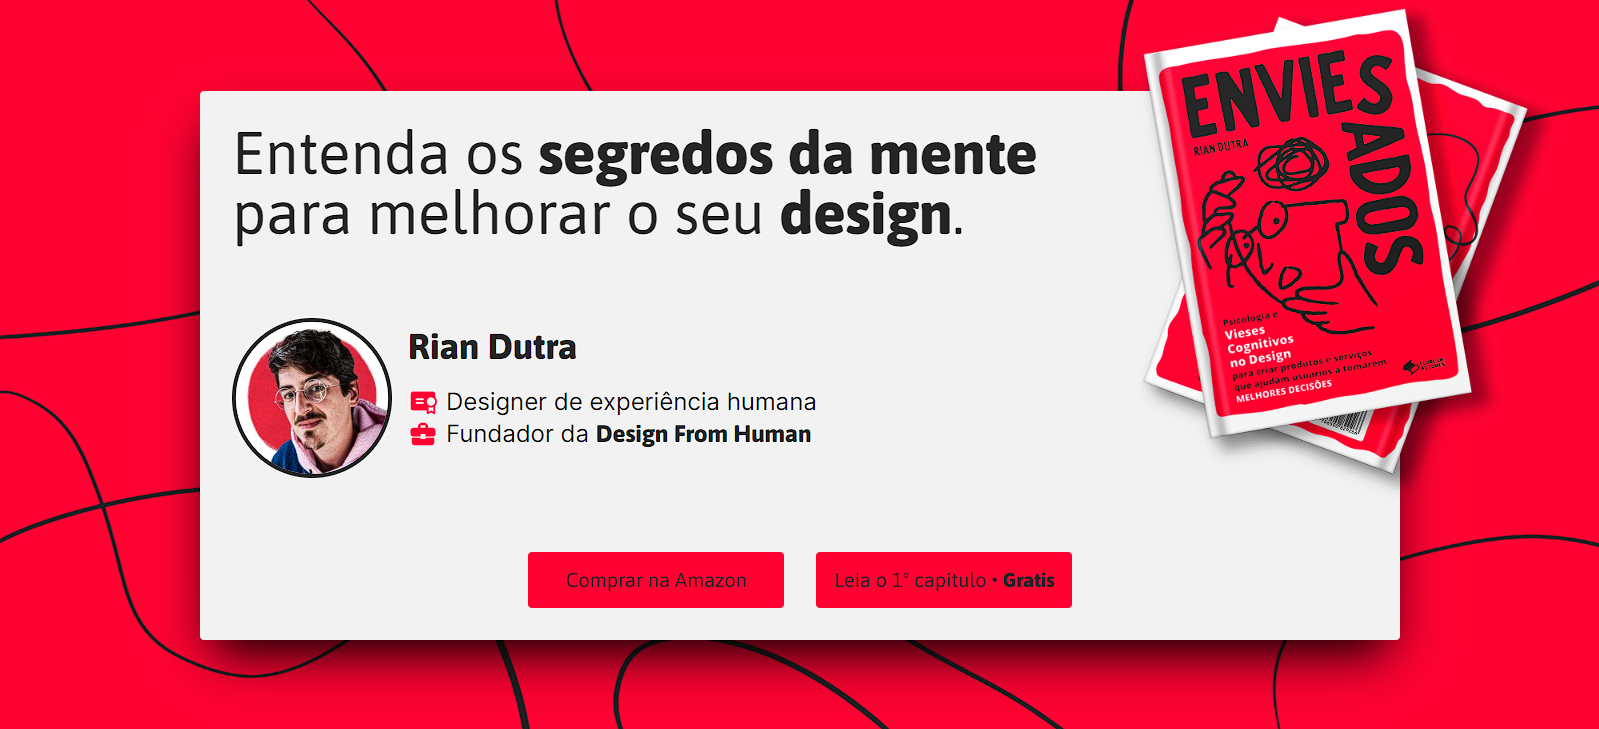 Entenda os segredos da mente
para melhorar o seu design.
Rian Dutra
Designer de experiência humana
Fundador da Design From Human
Comprar na Amazon
Leia o 1° capitulo • Gratis
ENVIESADOS
RIAN DUTRA
Psicologia e
Vieses
Cognitivos
no Design
para criar produtos e serviços
que ajudam usuários a tomarem
MELHORES DECISÕES